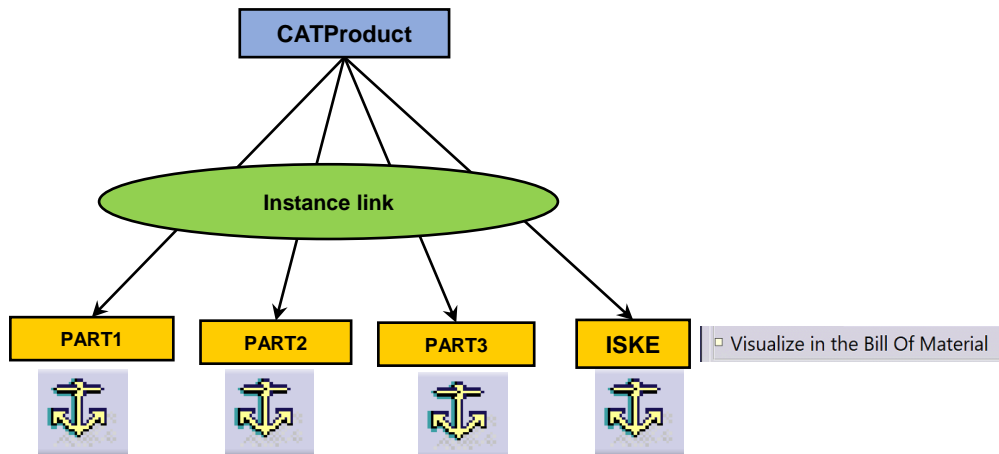 CATProduct
Instance link
PART1
PART2
PART3
ISKE
Visualize in the Bill Of Material